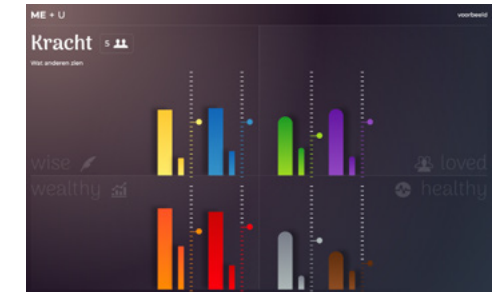 ME + U
voorbeeld
Kracht 5
Wat anderen zien
wise
loved
wealthy
healthy